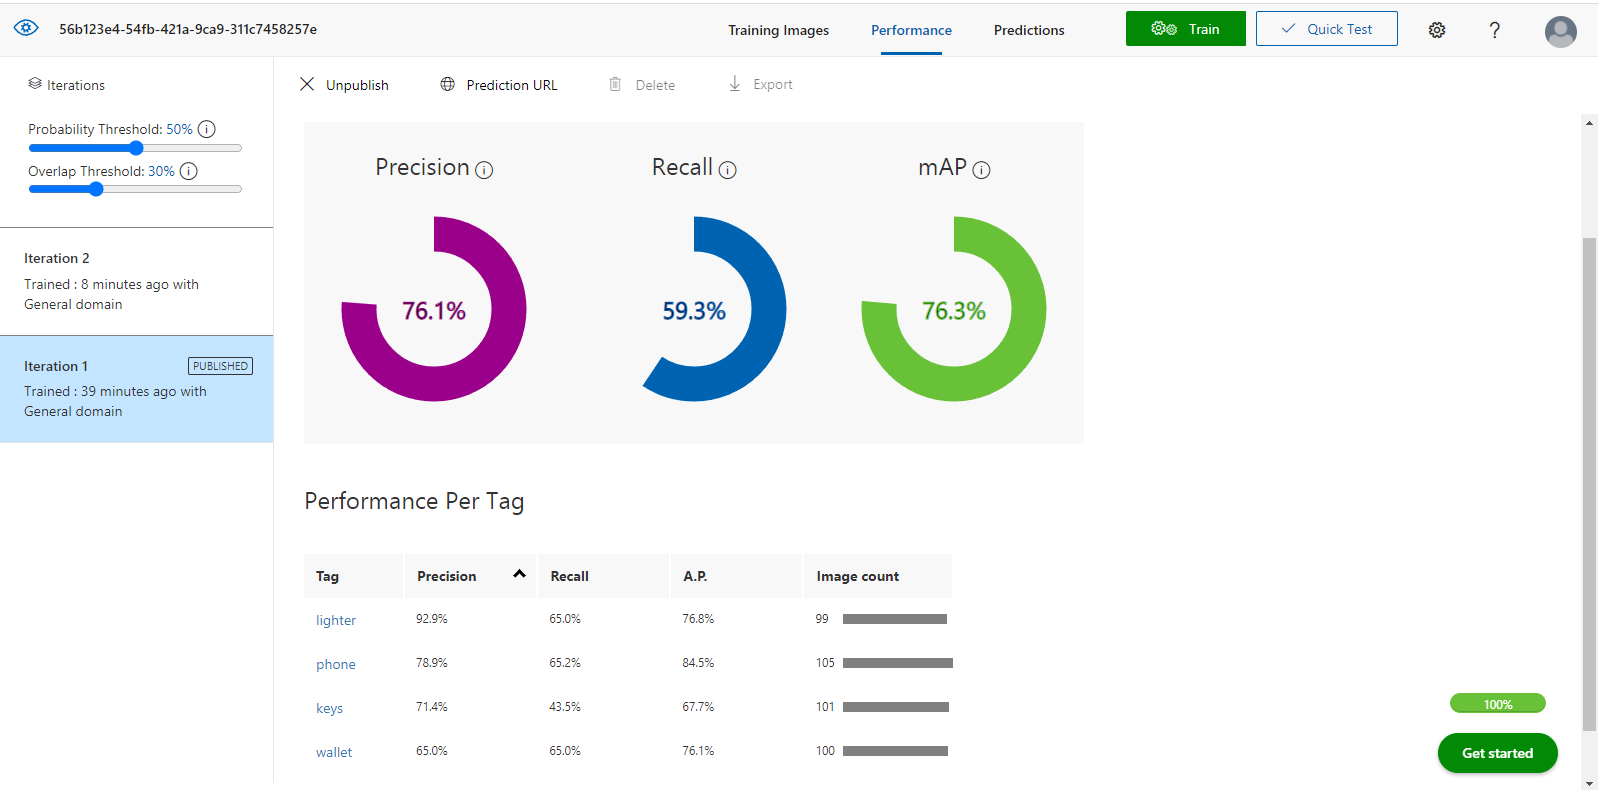 56b123e4-54fb-421a-9ca9-311c7458257e Training Images Performance Predictions Train Quick Test ?
Iterations
Unpublish Prediction URL Delete Export
Probability Threshold: 50%
Overlap Threshold: 30%
Iteration 2
Trained : 8 minutes ago with
General domain
Iteration 1 PUBLISHED
Trained : 39 minutes ago with
General domain
Precision Recall mAP
76.1% 59.3% 76.3%
Performance Per Tag
Tag Precision Recall A.P. Image count
lighter 92.9% 65.0% 76.8% 99
phone 78.9% 65.2% 84.5% 105
keys 71.4% 43.5% 67.7% 101
wallet 65.0% 65.0% 76.1% 100
100%
Get started